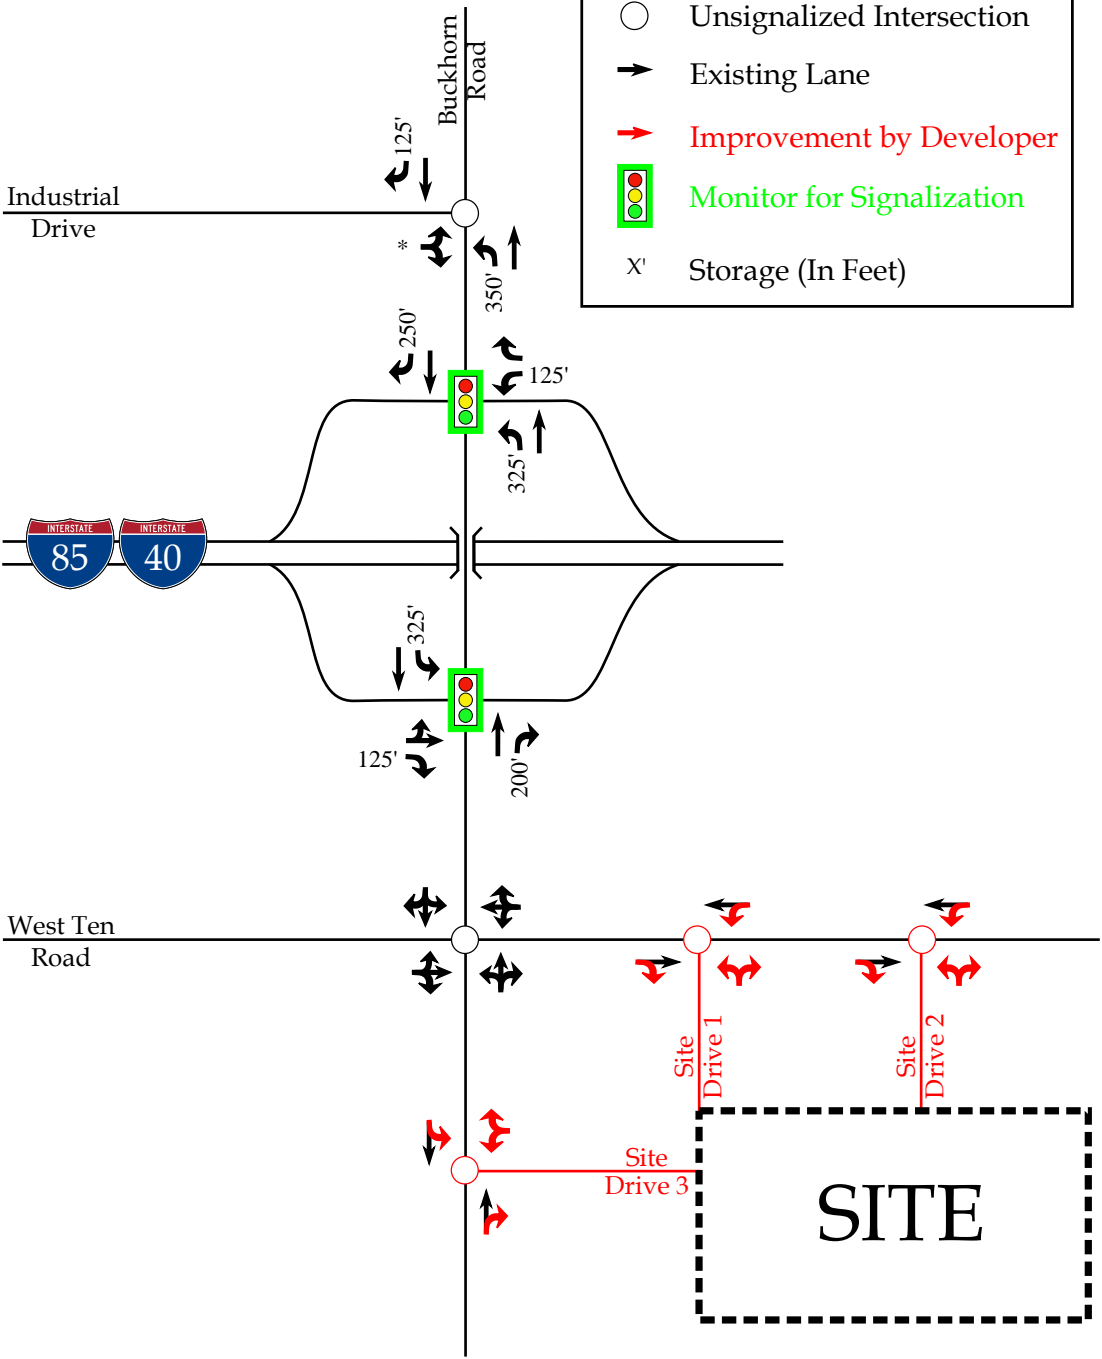 Unsignalized Intersection
Existing Lane
Improvement by Developer
Monitor for Signalization
X'
Storage (In Feet)
Buckhorn
Road
125'
Industrial
Drive
*
350'
250'
125'
325'
INTERSTATE
85
INTERSTATE
40
325'
125'
200'
West Ten
Road
Site
Drive 1
Site
Drive 2
Site
Drive 3
SITE